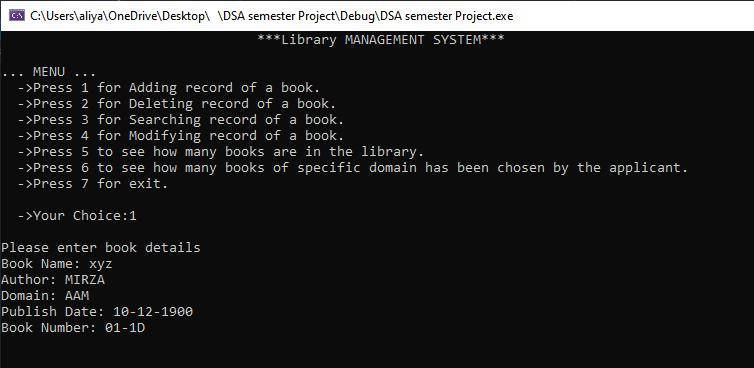 C:\Users\aliya\OneDrive\Desktop\ \DSA semester Project\Debug\DSA semester Project.exe
***Library MANAGEMENT SYSTEM***
... MENU ...
->Press 1 for Adding record of a book.
->Press 2 for Deleting record of a book.
->Press 3 for Searching record of a book.
->Press 4 for Modifying record of a book.
->Press 5 to see how many books are in the library.
->Press 6 to see how many books of specific domain has been chosen by the applicant.
->Press 7 for exit.
->Your Choice:1
Please enter book details
Book Name: xyz
Author: MIRZA
Domain: AAM
Publish Date: 10-12-1900
Book Number: 01-1D